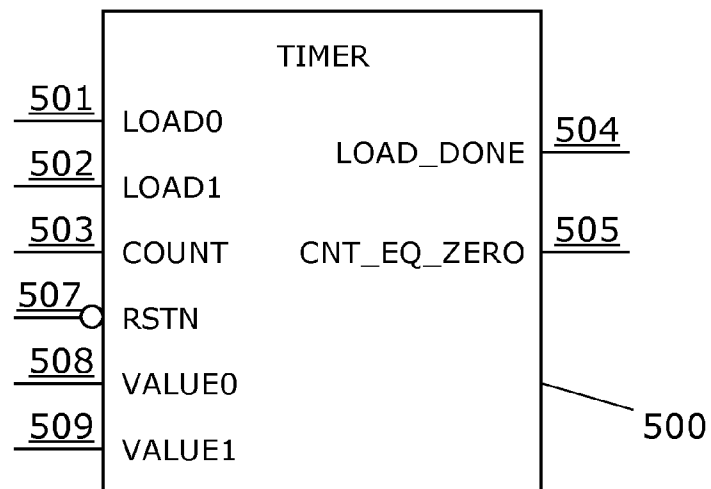 TIMER
501
LOAD0
504
LOAD_DONE
502
LOAD1
503
COUNT
505
CNT_EQ_ZERO
507
RSTN
508
VALUE0
500
509
VALUE1